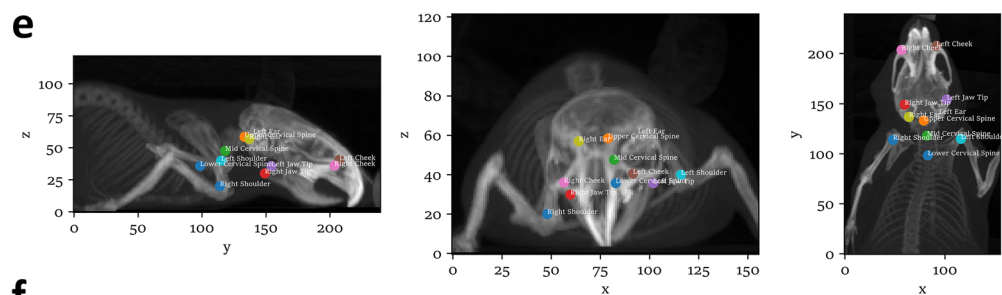 e
100
75
50
25
0
z
0
50
100
150
200
y
Left Ear
Upper Cervical Spine
Mid Cervical Spine
Left Shoulder
Lower Cervical Spine
Left Jaw Tip
Right Jaw Tip
Right Shoulder
Left Cheek
Right Cheek
120
100
80
60
40
20
0
z
0
25
50
75
100
125
150
x
Left Ear
Right Ear
Upper Cervical Spine
Mid Cervical Spine
Left Cheek
Left Shoulder
Right Cheek
Lower Cervical Spine
Right Jaw Tip
Right Shoulder
200
150
100
50
0
y
0
100
x
Right Cheek
Left Cheek
Left Jaw Tip
Right Jaw Tip
Left Ear
Upper Cervical Spine
Mid Cervical Spine
Right Shoulder
Left Shoulder
Lower Cervical Spine
f